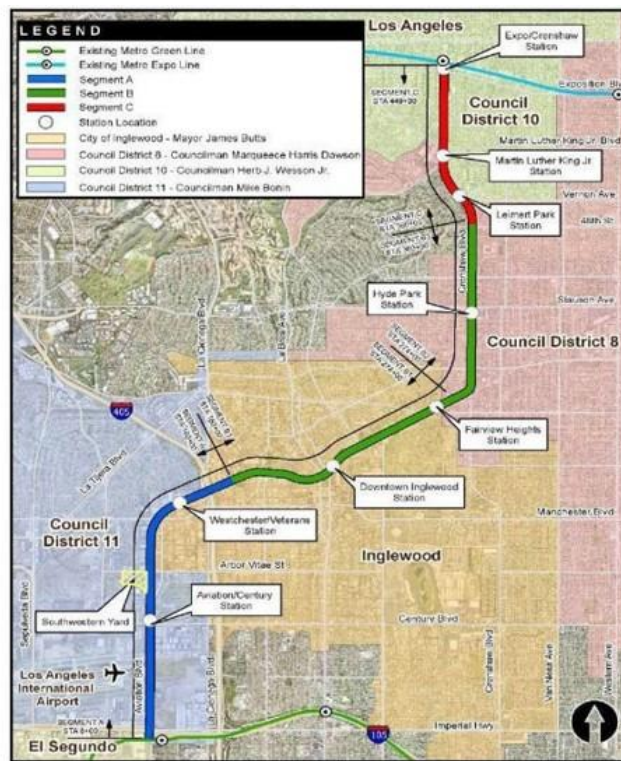 LEGEND
Existing Metro Green Line
Existing Metro Expo Line
Segment A
Segment B
Segment C
Station Location
City of Inglewood - Mayor James Butts
Council District 8 - Councilman Marqueece Harris Dawson
Council District 10 - Councilman Herb J. Wesson Jr.
Council District 11 - Councilman Mike Bonin
Los Angeles
Expo/Crenshaw
Station
Exposition Blv
SEGMENT C
Council
District 10
Martin Luther King Jr. Blvd
Martin Luther King Jr.
Station
Vernon Ave
Leimert Park
Station
SEGMENT C
Crenshaw Blvd
Slauson Ave
Hyde Park
Station
Council District 8
La Cienega Blvd
La Brea Ave
405
Fairview Heights
Station
La Tijera Blvd
Downtown Inglewood
Station
Manchester Blvd
Westchester/Veterans
Station
Council
District 11
Inglewood
Arbor Vitae St
Southwestern Yard
Aviation/Century
Station
Century Blvd
Sepulveda Blvd
Aviation Blvd
La Cienega Blvd
Crenshaw Blvd
Van Ness Ave
Western Ave
Los Angeles
International
Airport
Imperial Hwy
SEGMENT A
El Segundo
105